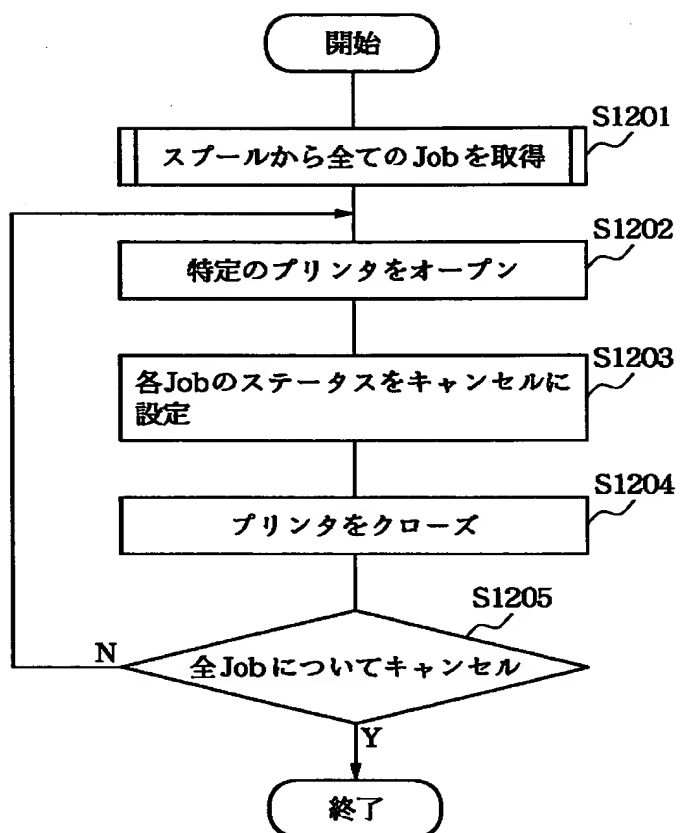 開始
S1201
スプールから全てのJobを取得
S1202
特定のプリンタをオープン
S1203
各Jobのステータスをキャンセルに
設定
S1204
プリンタをクローズ
S1205
全Jobについてキャンセル
N
Y
終了